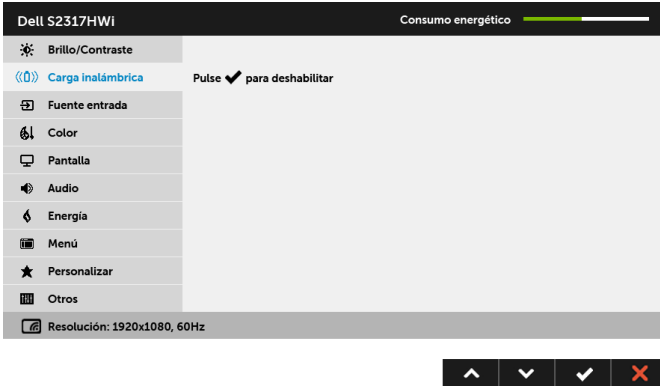 Dell S2317HWi
Consumo energético
Brillo/Contraste
Carga inalámbrica
Pulse ✔ para deshabilitar
Fuente entrada
Color
Pantalla
Audio
Energía
Menú
Personalizar
Otros
Resolución: 1920x1080, 60Hz